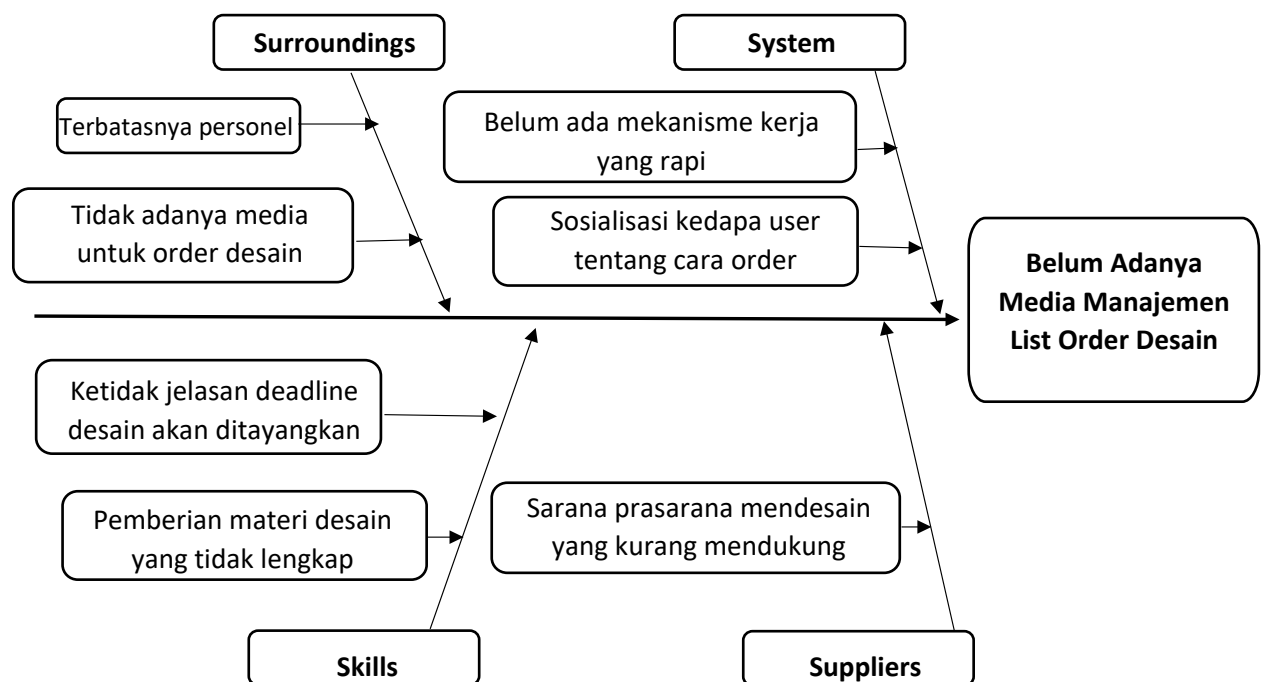 Surroundings
System
Terbatasnya personel
Belum ada mekanisme kerja
yang rapi
Tidak adanya media
untuk order desain
Sosialisasi kedapa user
tentang cara order
Belum Adanya
Media Manajemen
List Order Desain
Ketidak jelasan deadline
desain akan ditayangkan
Pemberian materi desain
yang tidak lengkap
Sarana prasarana mendesain
yang kurang mendukung
Skills
Suppliers